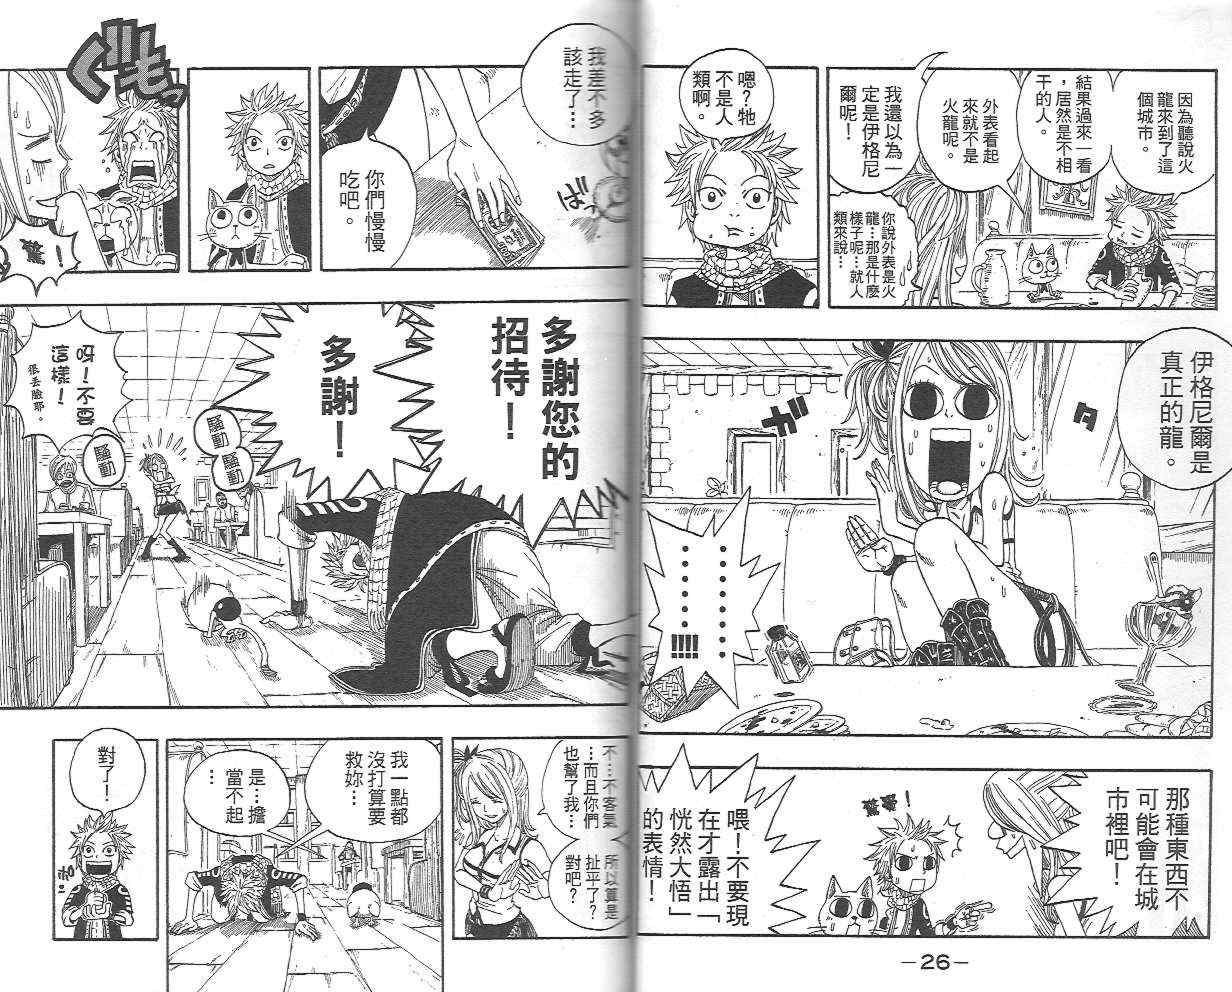 因為聽說火
龍來到了這
個城市。
結果過來一看
，居然是不相
干的人。
外表看起
來就不是
火龍呢。
我還以為一
定是伊格尼
爾呢！
你說外表是火
龍…那是什麼
樣子呢…就人
類來說…
嗯？牠
不是人
類啊。
伊格尼爾是
真正的龍。
ガ
タ
………
………
!!!!!
那種東西不
可能會在城
市裡吧！
驚！
喂！不要現
在才露出「
恍然大悟」
的表情！
－26－
我差不多
該走了…
ばっ
你們慢慢
吃吧。
ぐもっ
驚！
多謝您的
招待！
多謝！
騷動
騷動
騷動
呀！不要
這樣！
很丟臉耶。
不…不客氣
…而且你們
也幫了我…
所以算是
扯平了？
對吧？
我一點都
沒打算要
救妳…
是…擔
當不起
…
對了！